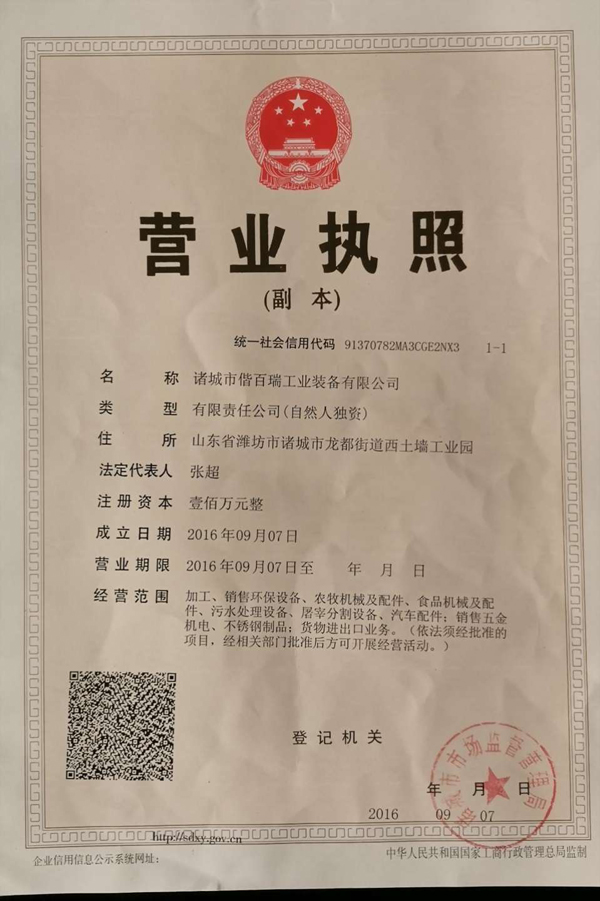 营业执照
(副 本)
统一社会信用代码 91370782MA3CGE2NX3 1-1
名 称 诸城市偕百瑞工业装备有限公司
类 型 有限责任公司(自然人独资)
住 所 山东省潍坊市诸城市龙都街道西土墙工业园
法定代表人 张超
注册资本 壹佰万元整
成立日期 2016年09月07日
营业期限 2016年09月07日至 年 月 日
经营范围 加工、销售环保设备、农牧机械及配件、食品机械及配
件、污水处理设备、屠宰分割设备、汽车配件；销售五金
机电、不锈钢制品；货物进出口业务。（依法须经批准的
项目，经相关部门批准后方可开展经营活动。）
登记机关
诸城市市场监督管理局
年 月 日
2016 09 07
http://sdxy.gov.cn
企业信用信息公示系统网址：
中华人民共和国国家工商行政管理总局监制